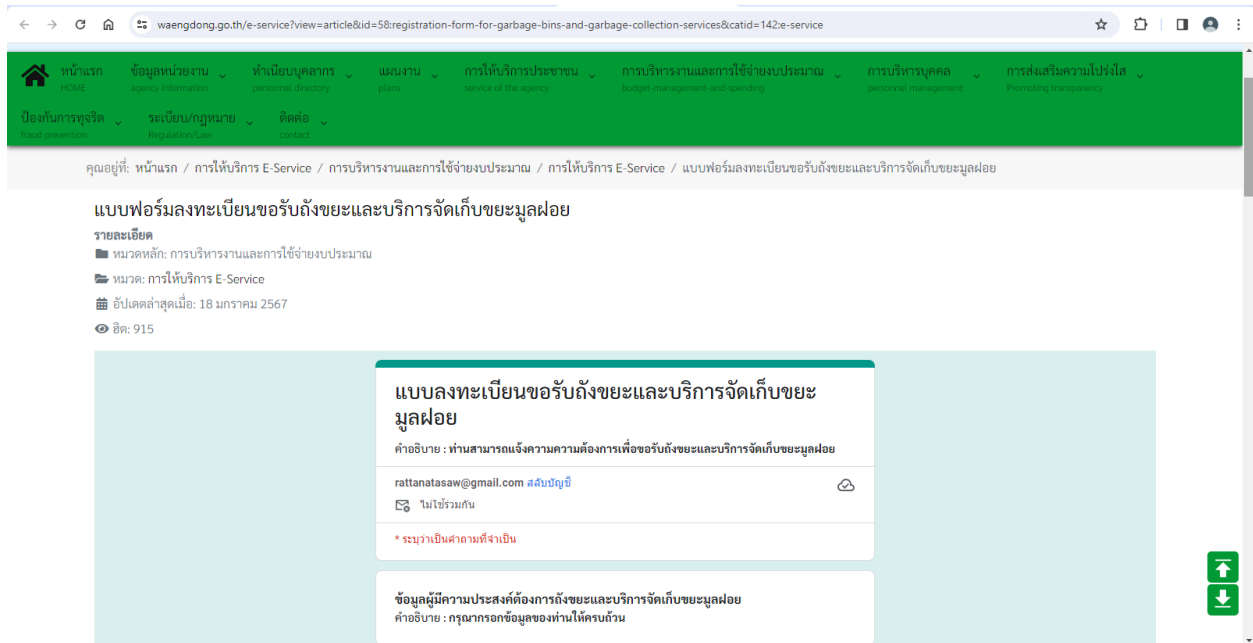 waengdong.go.th/e-service?view=article&id=58:registration-form-for-garbage-bins-and-garbage-collection-services&catid=142:e-service
หน้าแรก ข้อมูลหน่วยงาน ทำเนียบบุคลากร แผนงาน การให้บริการประชาชน การบริหารงานและการใช้จ่ายงบประมาณ การบริหารบุคคล การส่งเสริมความโปร่งใส
HOME agency information personnel directory plans service of the agency budget-management-and-spending personnel management Promoting transparency
ป้องกันการทุจริต ระเบียบ/กฎหมาย ติดต่อ
fraud prevention Regulation/Law contact
คุณอยู่ที่: หน้าแรก / การให้บริการ E-Service / การบริหารงานและการใช้จ่ายงบประมาณ / การให้บริการ E-Service / แบบฟอร์มลงทะเบียนขอรับถังขยะและบริการจัดเก็บขยะมูลฝอย
แบบฟอร์มลงทะเบียนขอรับถังขยะและบริการจัดเก็บขยะมูลฝอย
รายละเอียด
หมวดหลัก: การบริหารงานและการใช้จ่ายงบประมาณ
หมวด: การให้บริการ E-Service
อัปเดตล่าสุดเมื่อ: 18 มกราคม 2567
ฮิต: 915
แบบลงทะเบียนขอรับถังขยะและบริการจัดเก็บขยะ
มูลฝอย
คำอธิบาย : ท่านสามารถแจ้งความความต้องการเพื่อขอรับถังขยะและบริการจัดเก็บขยะมูลฝอย
rattanatasaw@gmail.com สลับบัญชี
ไม่ใช้ร่วมกัน
* ระบุว่าเป็นคำถามที่จำเป็น
ข้อมูลผู้มีความประสงค์ต้องการถังขยะและบริการจัดเก็บขยะมูลฝอย
คำอธิบาย : กรุณากรอกข้อมูลของท่านให้ครบถ้วน